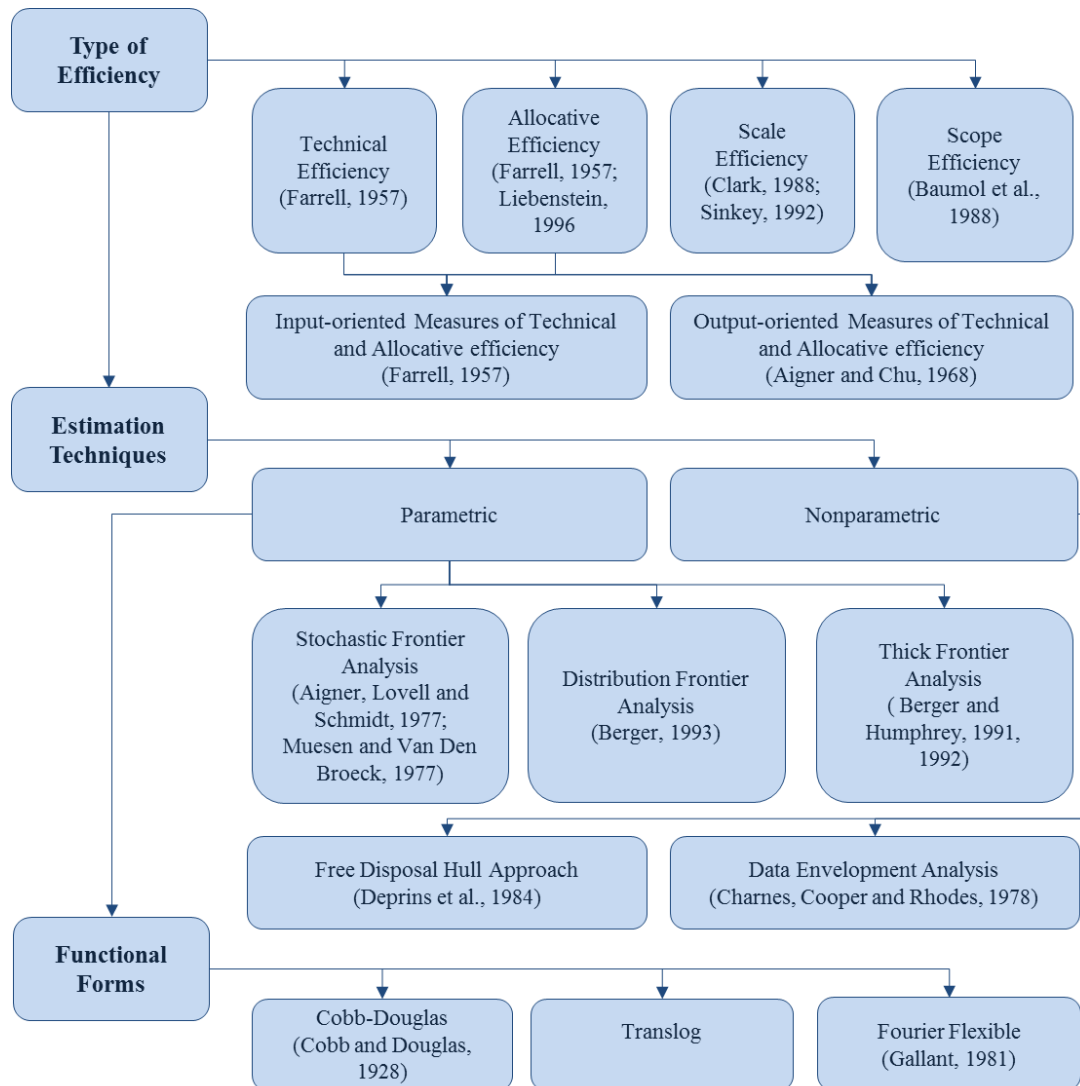 Type of
Efficiency
Technical
Efficiency
(Farrell, 1957)
Allocative
Efficiency
(Farrell, 1957;
Liebenstein,
1996
Scale
Efficiency
(Clark, 1988;
Sinkey, 1992)
Scope
Efficiency
(Baumol et al.,
1988)
Input-oriented Measures of Technical
and Allocative efficiency
(Farrell, 1957)
Output-oriented Measures of Technical
and Allocative efficiency
(Aigner and Chu, 1968)
Estimation
Techniques
Parametric
Nonparametric
Stochastic Frontier
Analysis
(Aigner, Lovell and
Schmidt, 1977;
Muesen and Van Den
Broeck, 1977)
Distribution Frontier
Analysis
(Berger, 1993)
Thick Frontier
Analysis
( Berger and
Humphrey, 1991,
1992)
Free Disposal Hull Approach
(Deprins et al., 1984)
Data Envelopment Analysis
(Charnes, Cooper and Rhodes, 1978)
Functional
Forms
Cobb-Douglas
(Cobb and Douglas,
1928)
Translog
Fourier Flexible
(Gallant, 1981)